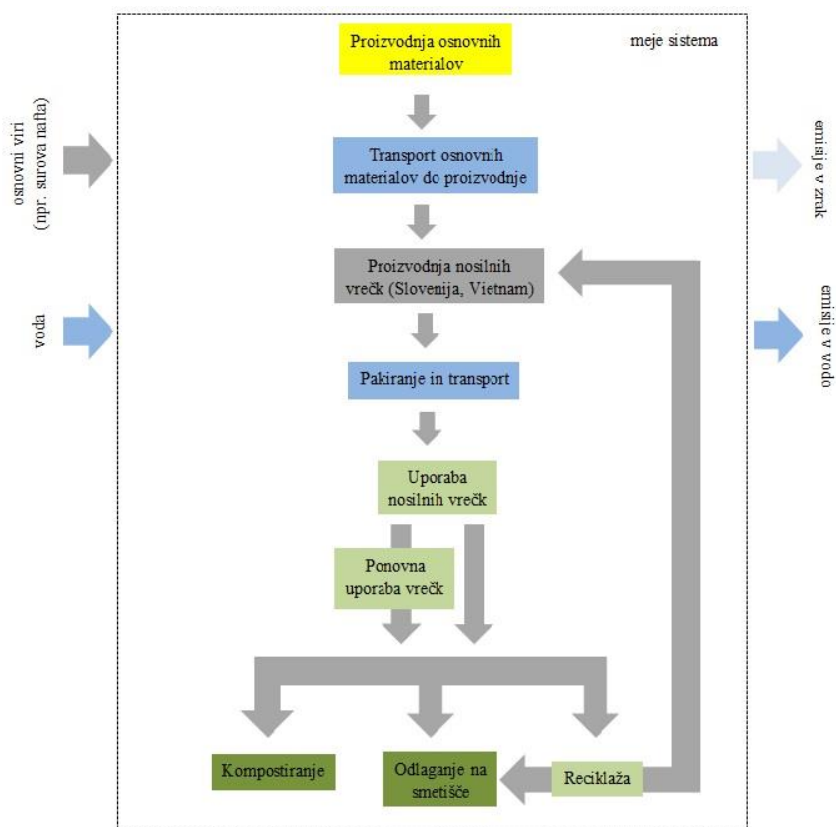 meje sistema
Proizvodnja osnovnih
materialov
osnovni viri
(npr. surova nafta)
emisije v zrak
Transport osnovnih
materialov do proizvodnje
Proizvodnja nosilnih
vrečk (Slovenija, Vietnam)
voda
emisije v vodo
Pakiranje in transport
Uporaba
nosilnih vrečk
Ponovna
uporaba vrečk
Kompostiranje
Odlaganje na
smetišče
Reciklaža